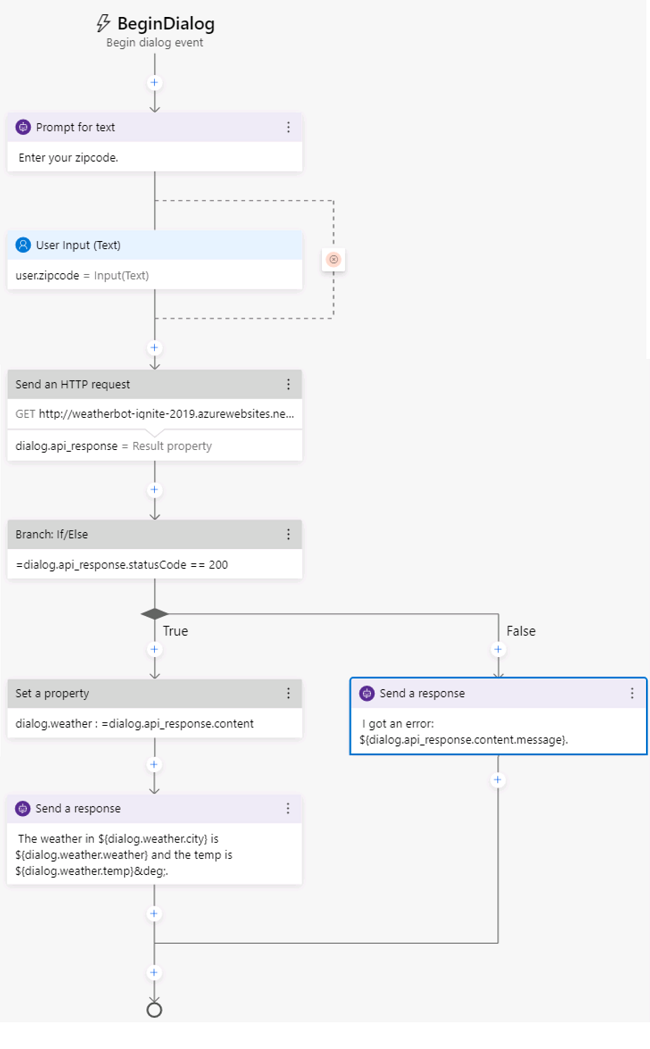 BeginDialog
Begin dialog event
Prompt for text
Enter your zipcode.
User Input (Text)
user.zipcode = Input(Text)
Send an HTTP request
GET http://weatherbot-ignite-2019.azurewebsites.ne...
dialog.api_response = Result property
Branch: If/Else
=dialog.api_response.statusCode == 200
True
False
Set a property
dialog.weather : =dialog.api_response.content
Send a response
I got an error:
${dialog.api_response.content.message}.
Send a response
The weather in ${dialog.weather.city} is
${dialog.weather.weather} and the temp is
${dialog.weather.temp}&deg;.